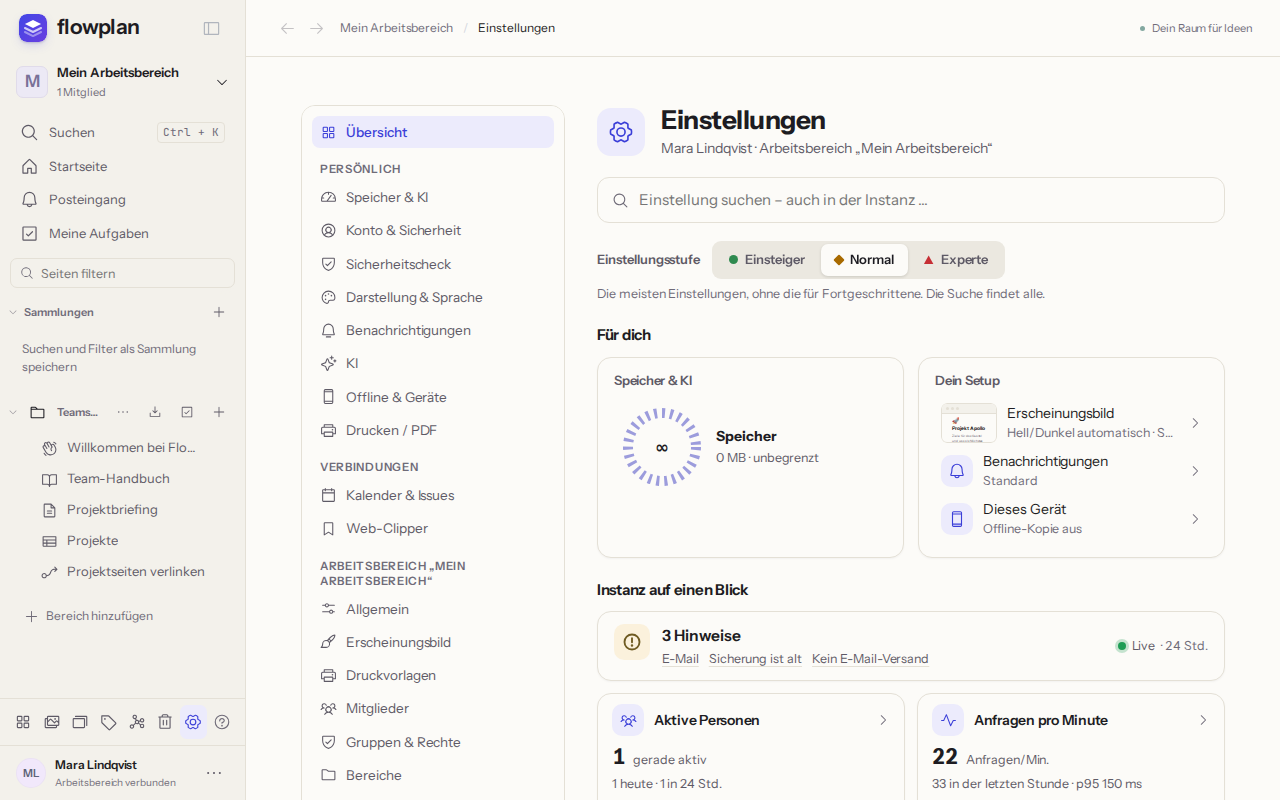 flowplan
M
Mein Arbeitsbereich
1 Mitglied
Suchen
Ctrl + K
Startseite
Posteingang
Meine Aufgaben
Seiten filtern
Sammlungen
Suchen und Filter als Sammlung
speichern
Teams...
Willkommen bei Flo...
Team-Handbuch
Projektbriefing
Projekte
Projektseiten verlinken
Bereich hinzufügen
ML
Mara Lindqvist
Arbeitsbereich verbunden
Mein Arbeitsbereich / Einstellungen
Dein Raum für Ideen
Übersicht
PERSÖNLICH
Speicher & KI
Konto & Sicherheit
Sicherheitscheck
Darstellung & Sprache
Benachrichtigungen
KI
Offline & Geräte
Drucken / PDF
VERBINDUNGEN
Kalender & Issues
Web-Clipper
ARBEITSBEREICH „MEIN
ARBEITSBEREICH“
Allgemein
Erscheinungsbild
Druckvorlagen
Mitglieder
Gruppen & Rechte
Bereiche
Einstellungen
Mara Lindqvist · Arbeitsbereich „Mein Arbeitsbereich“
Einstellung suchen – auch in der Instanz ...
Einstellungsstufe
Einsteiger
Normal
Experte
Die meisten Einstellungen, ohne die für Fortgeschrittene. Die Suche findet alle.
Für dich
Speicher & KI
∞
Speicher
0 MB · unbegrenzt
Dein Setup
Projekt Apollo
Erscheinungsbild
Hell/Dunkel automatisch · S...
Benachrichtigungen
Standard
Dieses Gerät
Offline-Kopie aus
Instanz auf einen Blick
3 Hinweise
E-Mail Sicherung ist alt Kein E-Mail-Versand
Live · 24 Std.
Aktive Personen
1 gerade aktiv
1 heute · 1 in 24 Std.
Anfragen pro Minute
22 Anfragen/Min.
33 in der letzten Stunde · p95 150 ms